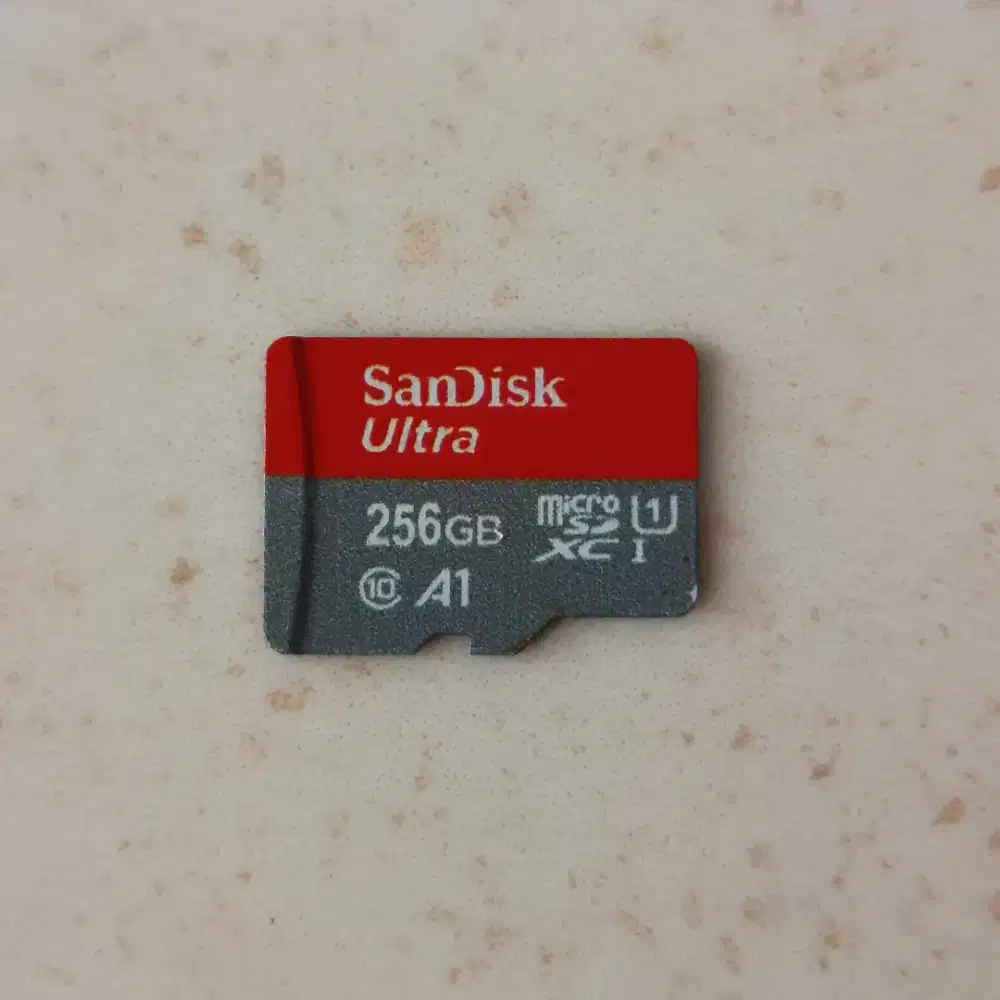 SanDisk
Ultra
256GB
micro SD XC U1 I
10 A1